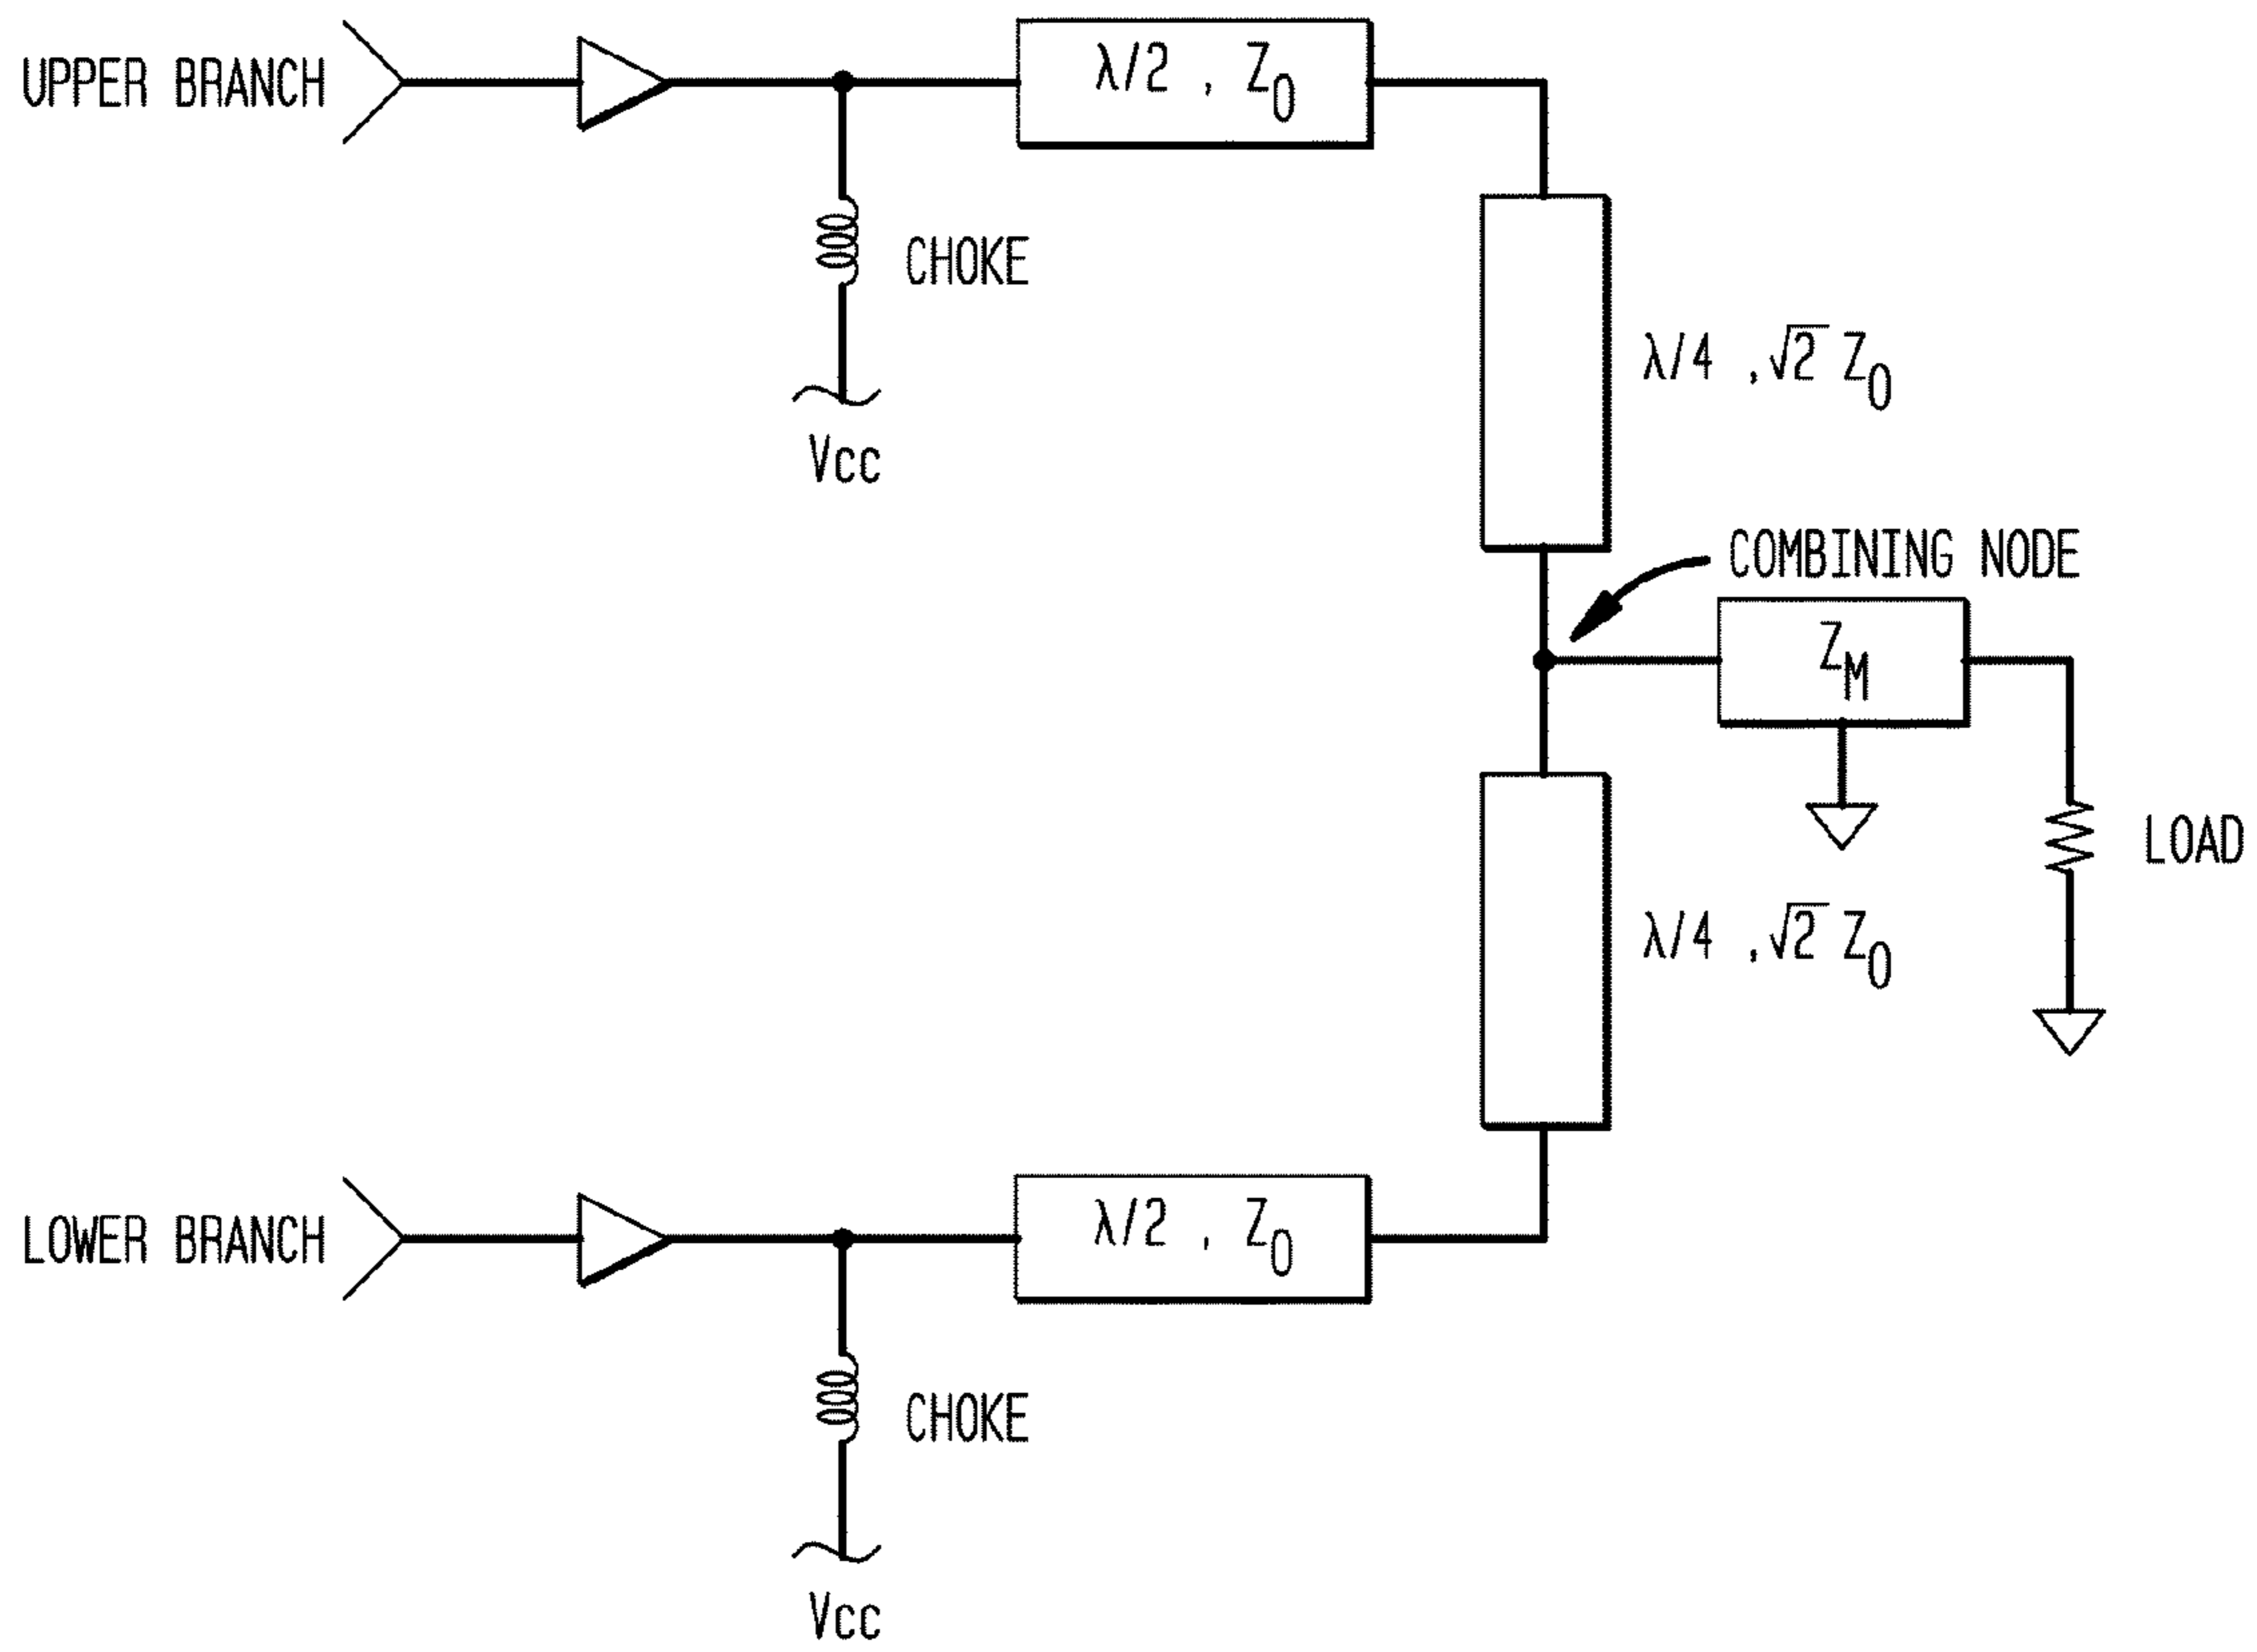 UPPER BRANCH
λ/2 , Z0
CHOKE
Vcc
λ/4 , √2 Z0
COMBINING NODE
ZM
LOAD
λ/4 , √2 Z0
LOWER BRANCH
λ/2 , Z0
CHOKE
Vcc